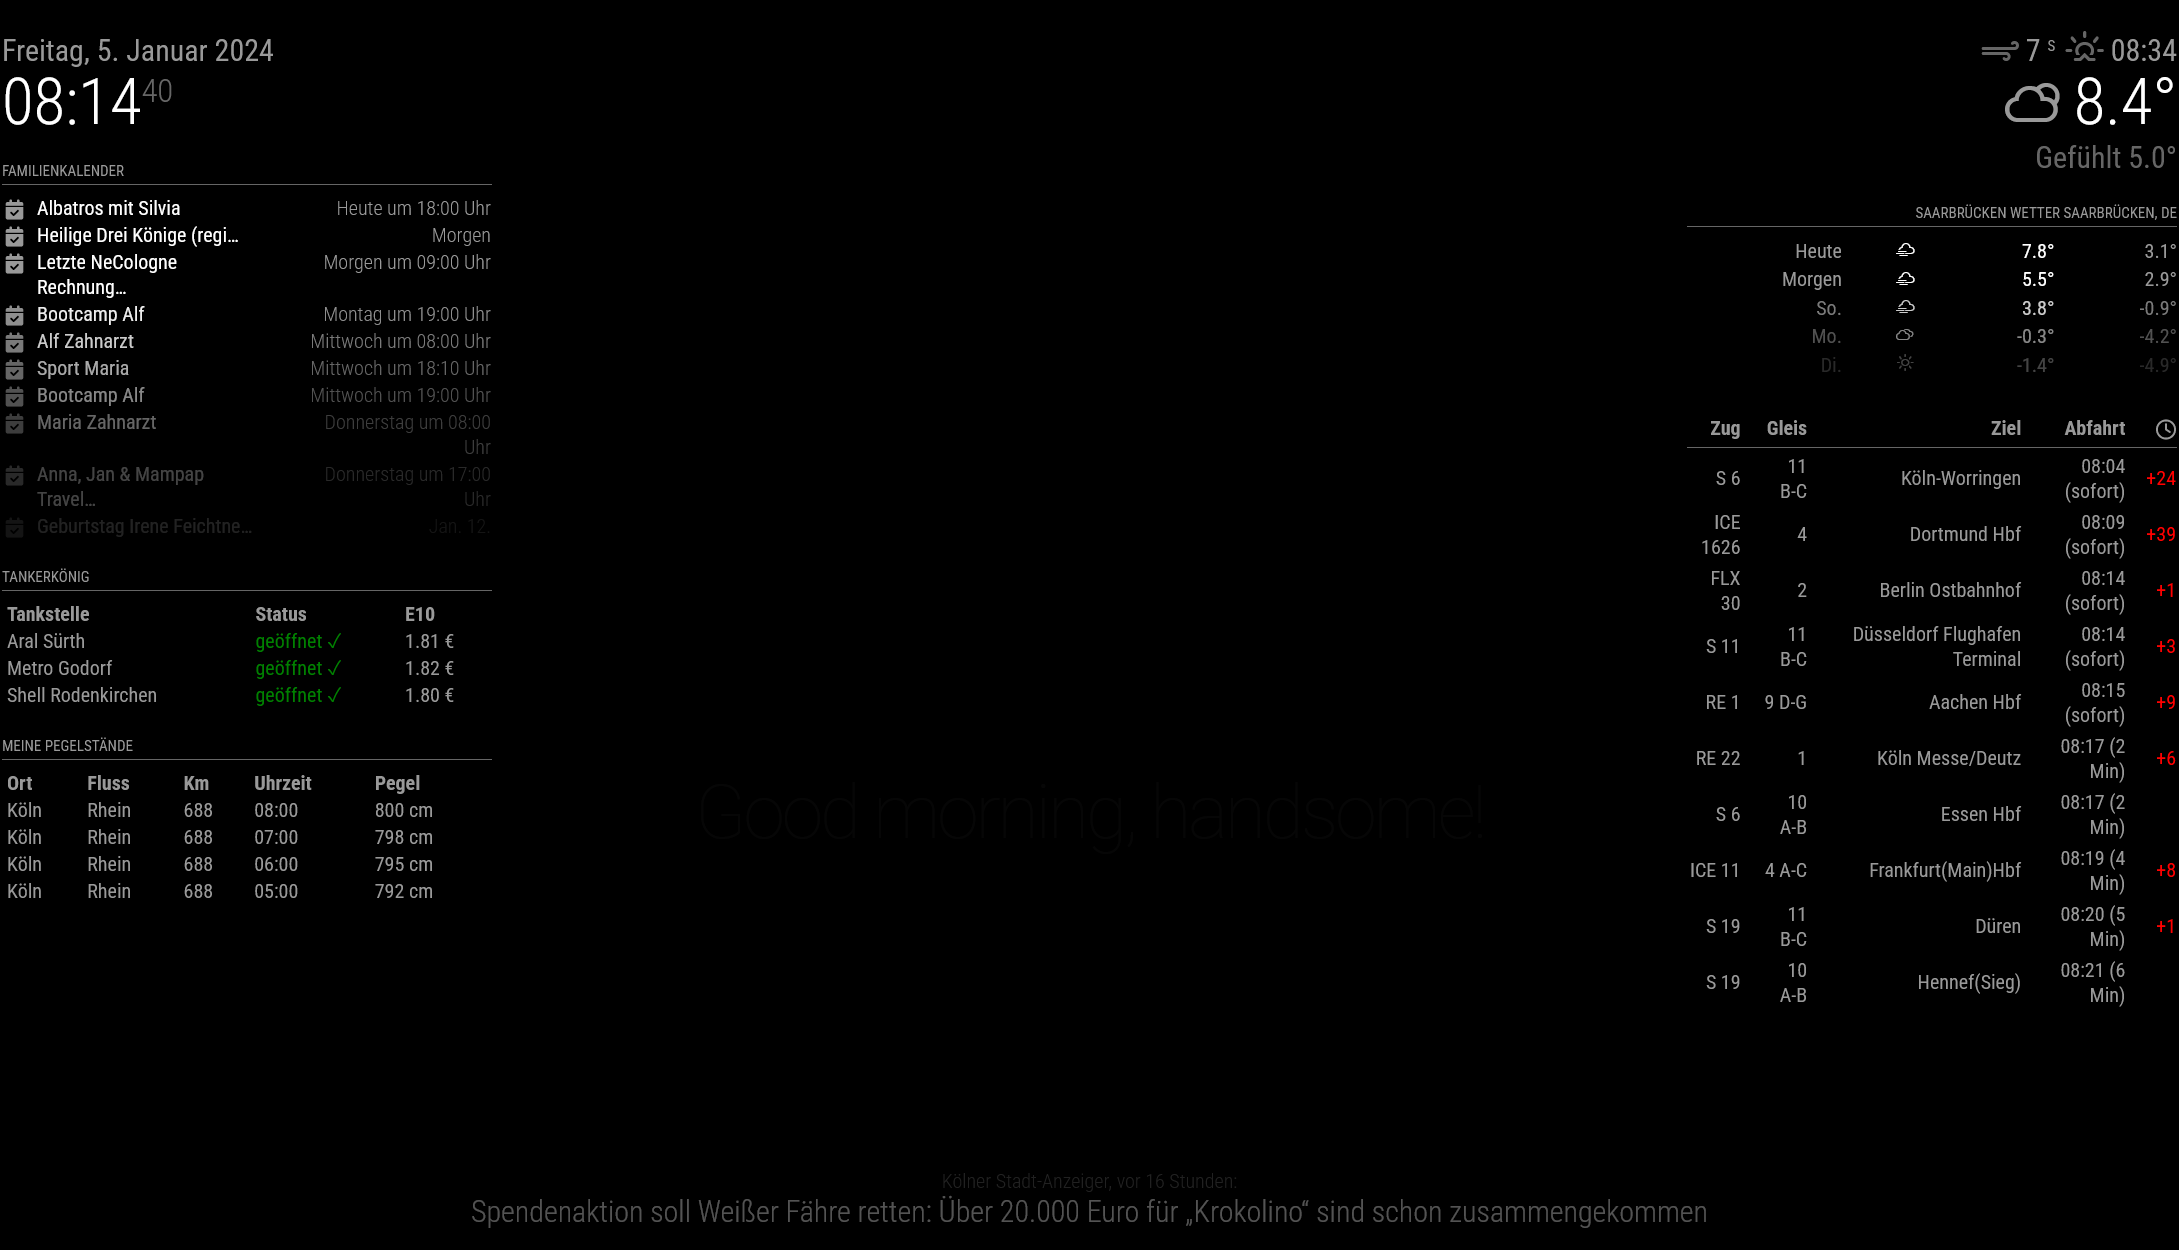 Freitag, 5. Januar 2024
08:14 40
FAMILIENKALENDER
Albatros mit Silvia Heute um 18:00 Uhr
Heilige Drei Könige (regi… Morgen
Letzte NeCologne Morgen um 09:00 Uhr
Rechnung…
Bootcamp Alf Montag um 19:00 Uhr
Alf Zahnarzt Mittwoch um 08:00 Uhr
Sport Maria Mittwoch um 18:10 Uhr
Bootcamp Alf Mittwoch um 19:00 Uhr
Maria Zahnarzt Donnerstag um 08:00
Uhr
Anna, Jan & Mampap Donnerstag um 17:00
Travel… Uhr
Geburtstag Irene Feichtne… Jan. 12.
TANKERKÖNIG
Tankstelle Status E10
Aral Sürth geöffnet ✓ 1.81 €
Metro Godorf geöffnet ✓ 1.82 €
Shell Rodenkirchen geöffnet ✓ 1.80 €
MEINE PEGELSTÄNDE
Ort Fluss Km Uhrzeit Pegel
Köln Rhein 688 08:00 800 cm
Köln Rhein 688 07:00 798 cm
Köln Rhein 688 06:00 795 cm
Köln Rhein 688 05:00 792 cm
7 S 08:34
8.4°
Gefühlt 5.0°
SAARBRÜCKEN WETTER SAARBRÜCKEN, DE
Heute 7.8° 3.1°
Morgen 5.5° 2.9°
So. 3.8° -0.9°
Mo. -0.3° -4.2°
Di. -1.4° -4.9°
Zug Gleis Ziel Abfahrt
S 6 11 B-C Köln-Worringen 08:04 (sofort) +24
ICE 1626 4 Dortmund Hbf 08:09 (sofort) +39
FLX 30 2 Berlin Ostbahnhof 08:14 (sofort) +1
S 11 11 B-C Düsseldorf Flughafen Terminal 08:14 (sofort) +3
RE 1 9 D-G Aachen Hbf 08:15 (sofort) +9
RE 22 1 Köln Messe/Deutz 08:17 (2 Min) +6
S 6 10 A-B Essen Hbf 08:17 (2 Min)
ICE 11 4 A-C Frankfurt(Main)Hbf 08:19 (4 Min) +8
S 19 11 B-C Düren 08:20 (5 Min) +1
S 19 10 A-B Hennef(Sieg) 08:21 (6 Min)
Good morning, handsome!
Kölner Stadt-Anzeiger, vor 16 Stunden:
Spendenaktion soll Weißer Fähre retten: Über 20.000 Euro für „Krokolino“ sind schon zusammengekommen